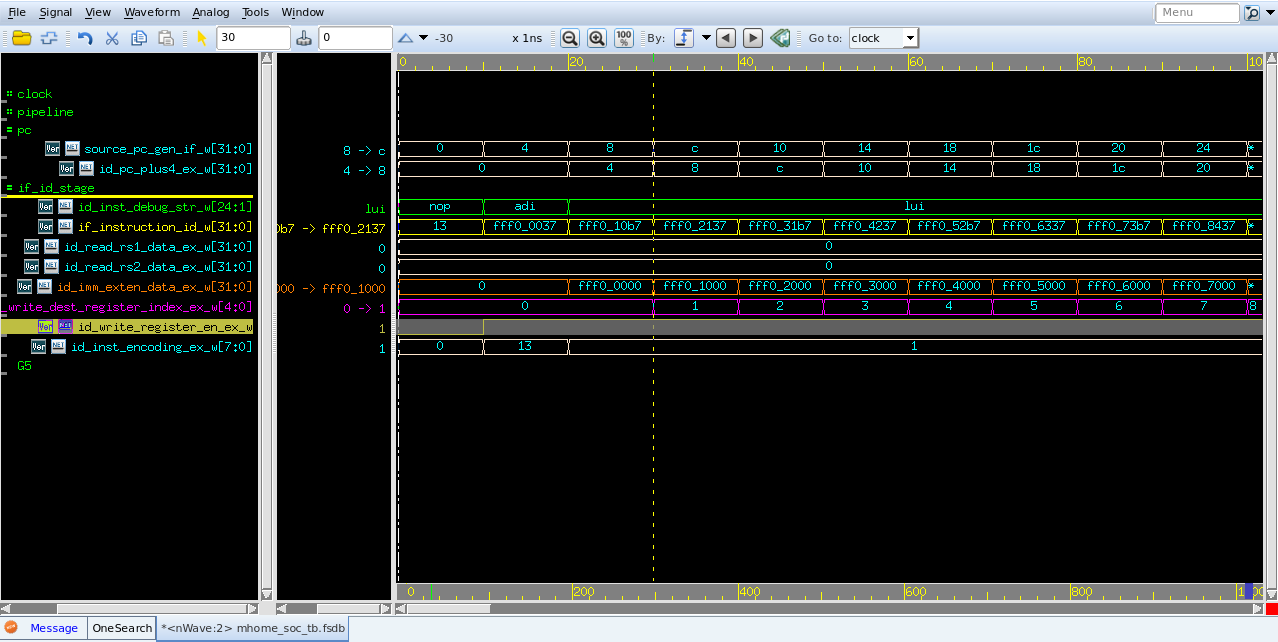 File Signal View Waveform Analog Tools Window Menu
30 0 -30 x 1ns 100% By: Go to: clock
0 20 40 60 80 10
clock
pipeline
pc
source_pc_gen_if_w[31:0] 8 -> c 0 4 8 c 10 14 18 1c 20 24 *
id_pc_plus4_ex_w[31:0] 4 -> 8 0 4 8 c 10 14 18 1c 20 *
if_id_stage
id_inst_debug_str_w[24:1] lui nop adi lui
if_instruction_id_w[31:0] 0b7 -> fff0_2137 13 fff0_0037 fff0_10b7 fff0_2137 fff0_31b7 fff0_4237 fff0_52b7 fff0_6337 fff0_73b7 fff0_8437 *
id_read_rs1_data_ex_w[31:0] 0 0
id_read_rs2_data_ex_w[31:0] 0 0
id_imm_exten_data_ex_w[31:0] 000 -> fff0_1000 0 fff0_0000 fff0_1000 fff0_2000 fff0_3000 fff0_4000 fff0_5000 fff0_6000 fff0_7000 *
_write_dest_register_index_ex_w[4:0] 0 -> 1 0 1 2 3 4 5 6 7 8
id_write_register_en_ex_w 1
id_inst_encoding_ex_w[7:0] 1 0 13 1
G5
0 200 400 600 800
Message OneSearch *<nWave:2> mhome_soc_tb.fsdb